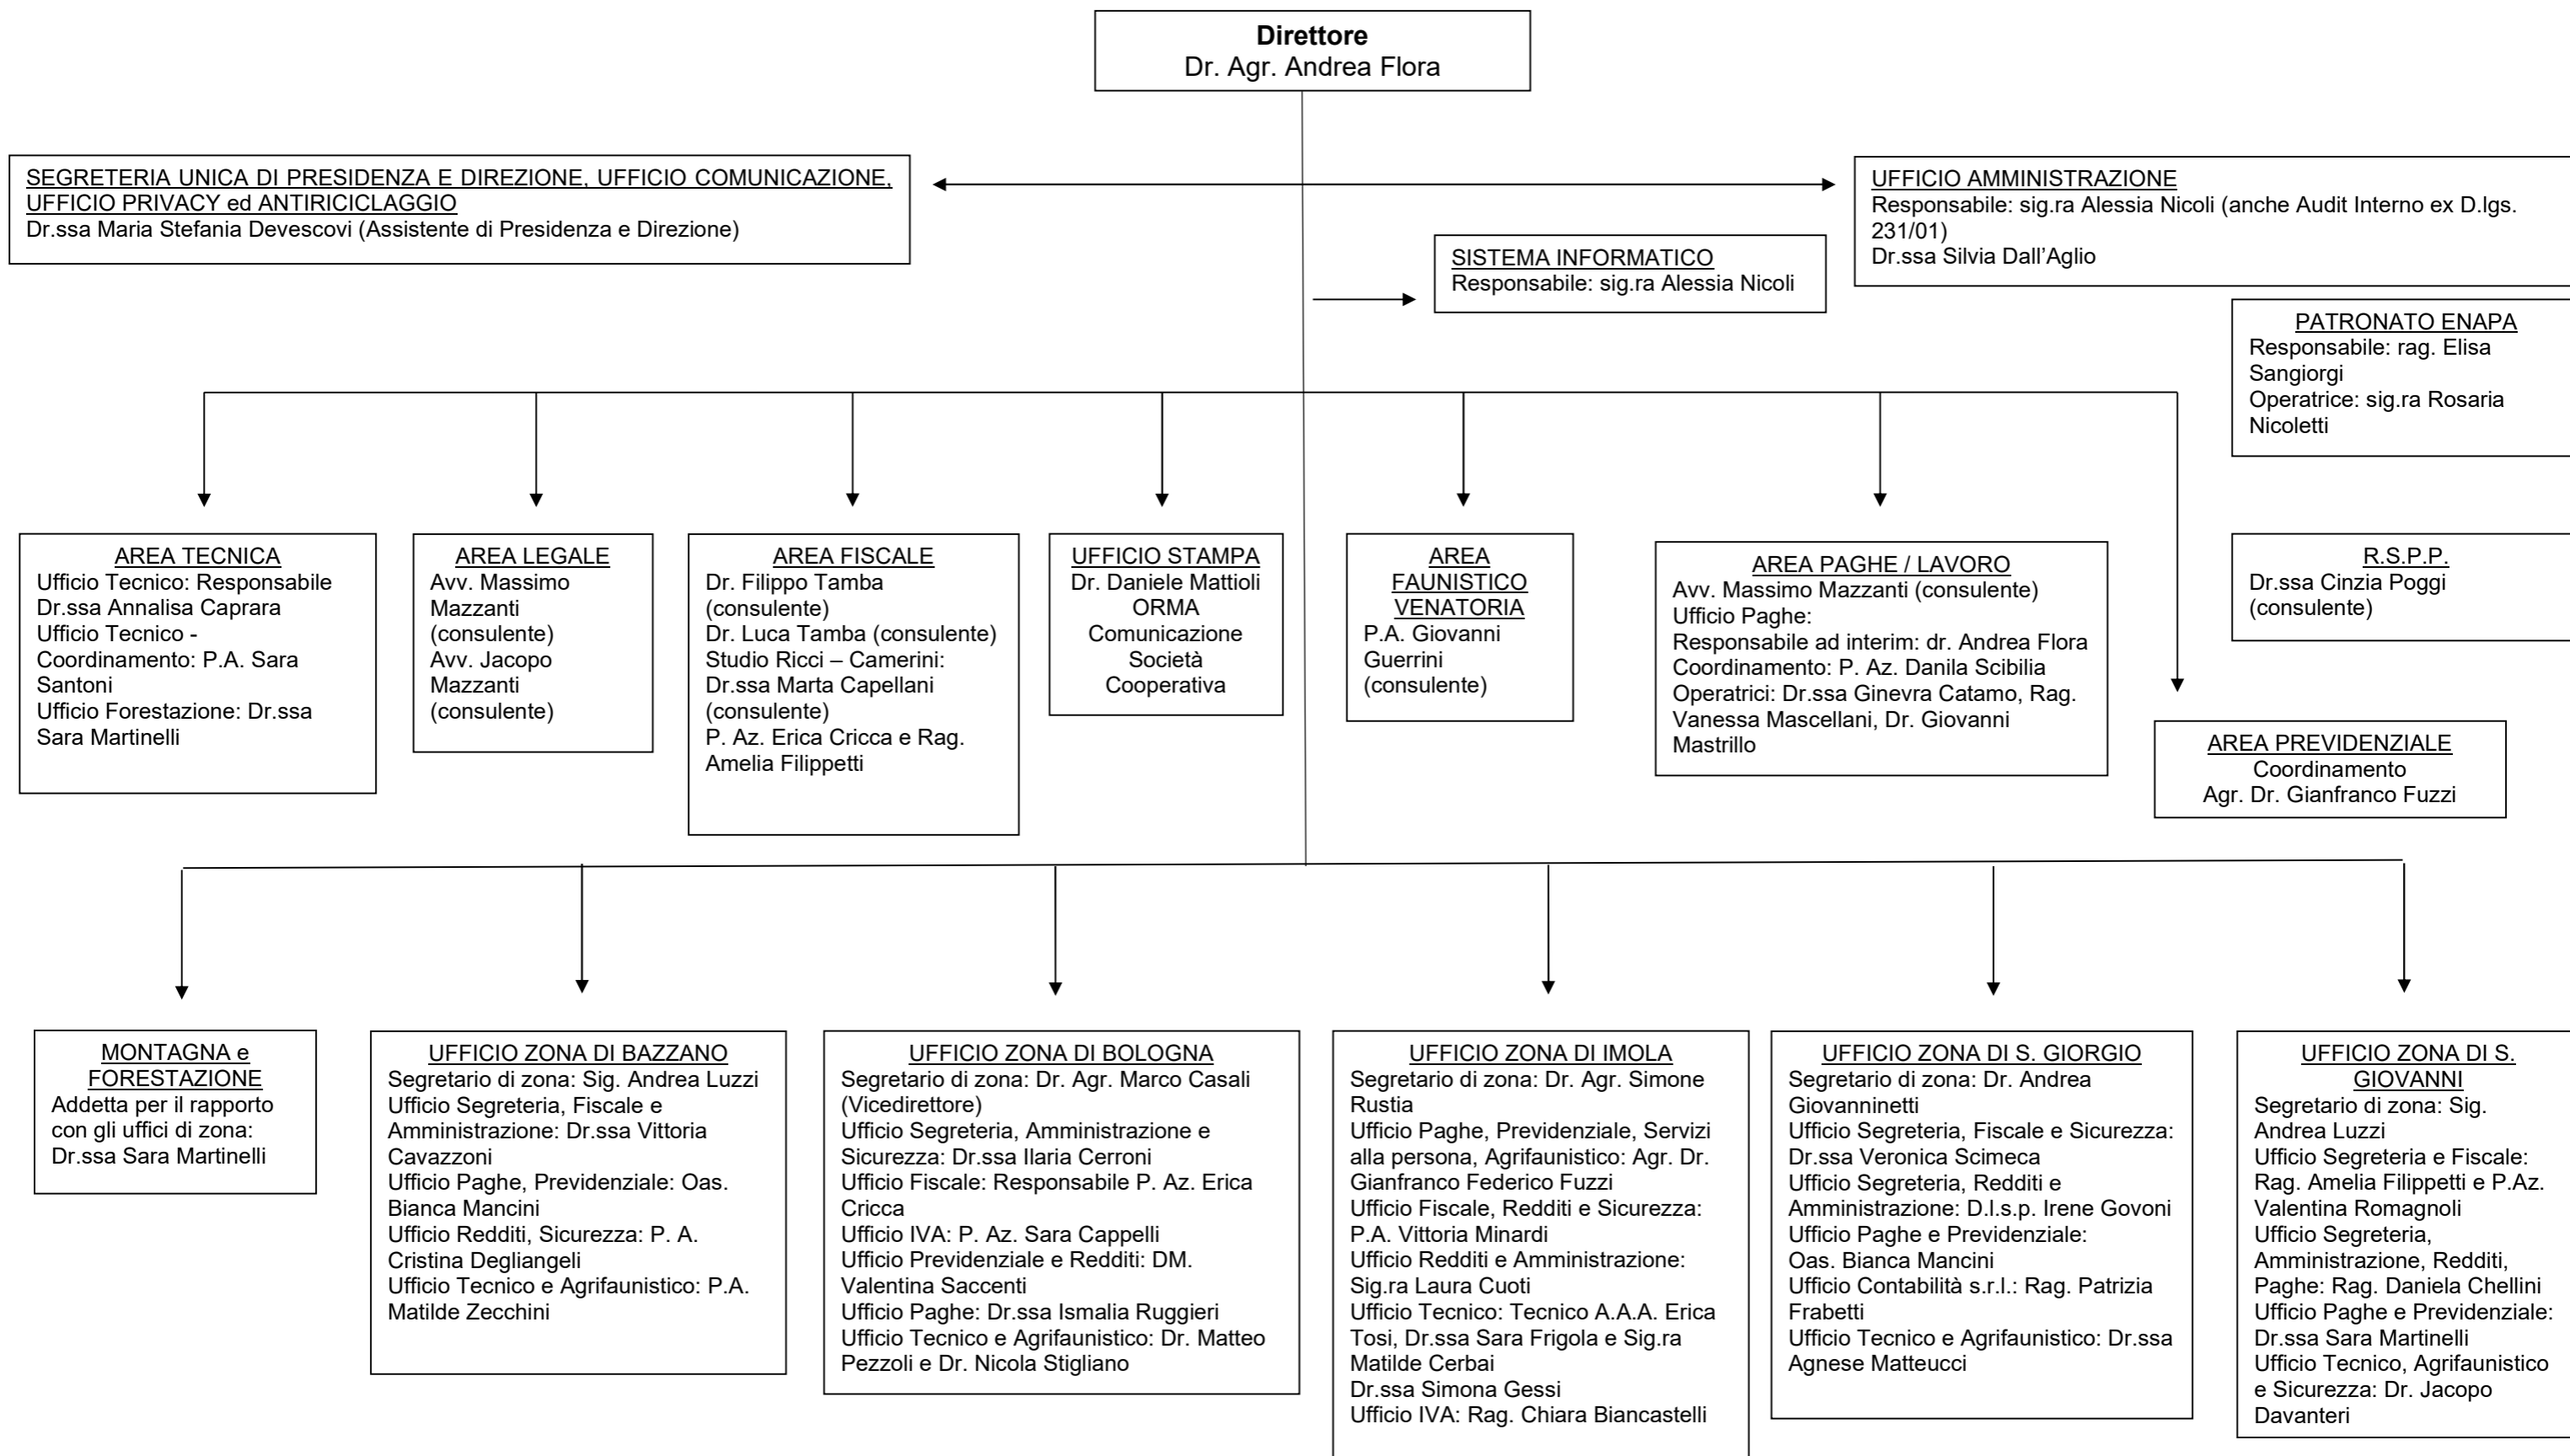 Direttore
Dr. Agr. Andrea Flora
SEGRETERIA UNICA DI PRESIDENZA E DIREZIONE, UFFICIO COMUNICAZIONE,
UFFICIO PRIVACY ed ANTIRICICLAGGIO
Dr.ssa Maria Stefania Devescovi (Assistente di Presidenza e Direzione)
UFFICIO AMMINISTRAZIONE
Responsabile: sig.ra Alessia Nicoli (anche Audit Interno ex D.lgs.
231/01)
Dr.ssa Silvia Dall'Aglio
SISTEMA INFORMATICO
Responsabile: sig.ra Alessia Nicoli
PATRONATO ENAPA
Responsabile: rag. Elisa
Sangiorgi
Operatrice: sig.ra Rosaria
Nicoletti
AREA TECNICA
Ufficio Tecnico: Responsabile
Dr.ssa Annalisa Caprara
Ufficio Tecnico -
Coordinamento: P.A. Sara
Santoni
Ufficio Forestazione: Dr.ssa
Sara Martinelli
AREA LEGALE
Avv. Massimo
Mazzanti
(consulente)
Avv. Jacopo
Mazzanti
(consulente)
AREA FISCALE
Dr. Filippo Tamba
(consulente)
Dr. Luca Tamba (consulente)
Studio Ricci – Camerini:
Dr.ssa Marta Capellani
(consulente)
P. Az. Erica Cricca e Rag.
Amelia Filippetti
UFFICIO STAMPA
Dr. Daniele Mattioli
ORMA
Comunicazione
Società
Cooperativa
AREA
FAUNISTICO
VENATORIA
P.A. Giovanni
Guerrini
(consulente)
AREA PAGHE / LAVORO
Avv. Massimo Mazzanti (consulente)
Ufficio Paghe:
Responsabile ad interim: dr. Andrea Flora
Coordinamento: P. Az. Danila Scibilia
Operatrici: Dr.ssa Ginevra Catamo, Rag.
Vanessa Mascellani, Dr. Giovanni
Mastrillo
R.S.P.P.
Dr.ssa Cinzia Poggi
(consulente)
AREA PREVIDENZIALE
Coordinamento
Agr. Dr. Gianfranco Fuzzi
MONTAGNA e
FORESTAZIONE
Addetta per il rapporto
con gli uffici di zona:
Dr.ssa Sara Martinelli
UFFICIO ZONA DI BAZZANO
Segretario di zona: Sig. Andrea Luzzi
Ufficio Segreteria, Fiscale e
Amministrazione: Dr.ssa Vittoria
Cavazzoni
Ufficio Paghe, Previdenziale: Oas.
Bianca Mancini
Ufficio Redditi, Sicurezza: P. A.
Cristina Degliangeli
Ufficio Tecnico e Agrifaunistico: P.A.
Matilde Zecchini
UFFICIO ZONA DI BOLOGNA
Segretario di zona: Dr. Agr. Marco Casali
(Vicedirettore)
Ufficio Segreteria, Amministrazione e
Sicurezza: Dr.ssa Ilaria Cerroni
Ufficio Fiscale: Responsabile P. Az. Erica
Cricca
Ufficio IVA: P. Az. Sara Cappelli
Ufficio Previdenziale e Redditi: DM.
Valentina Saccenti
Ufficio Paghe: Dr.ssa Ismalia Ruggieri
Ufficio Tecnico e Agrifaunistico: Dr. Matteo
Pezzoli e Dr. Nicola Stigliano
UFFICIO ZONA DI IMOLA
Segretario di zona: Dr. Agr. Simone
Rustia
Ufficio Paghe, Previdenziale, Servizi
alla persona, Agrifaunistico: Agr. Dr.
Gianfranco Federico Fuzzi
Ufficio Fiscale, Redditi e Sicurezza:
P.A. Vittoria Minardi
Ufficio Redditi e Amministrazione:
Sig.ra Laura Cuoti
Ufficio Tecnico: Tecnico A.A.A. Erica
Tosi, Dr.ssa Sara Frigola e Sig.ra
Matilde Cerbai
Dr.ssa Simona Gessi
Ufficio IVA: Rag. Chiara Biancastelli
UFFICIO ZONA DI S. GIORGIO
Segretario di zona: Dr. Andrea
Giovanninetti
Ufficio Segreteria, Fiscale e Sicurezza:
Dr.ssa Veronica Scimeca
Ufficio Segreteria, Redditi e
Amministrazione: D.l.s.p. Irene Govoni
Ufficio Paghe e Previdenziale:
Oas. Bianca Mancini
Ufficio Contabilità s.r.l.: Rag. Patrizia
Frabetti
Ufficio Tecnico e Agrifaunistico: Dr.ssa
Agnese Matteucci
UFFICIO ZONA DI S.
GIOVANNI
Segretario di zona: Sig.
Andrea Luzzi
Ufficio Segreteria e Fiscale:
Rag. Amelia Filippetti e P.Az.
Valentina Romagnoli
Ufficio Segreteria,
Amministrazione, Redditi,
Paghe: Rag. Daniela Chellini
Ufficio Paghe e Previdenziale:
Dr.ssa Sara Martinelli
Ufficio Tecnico, Agrifaunistico
e Sicurezza: Dr. Jacopo
Davanteri